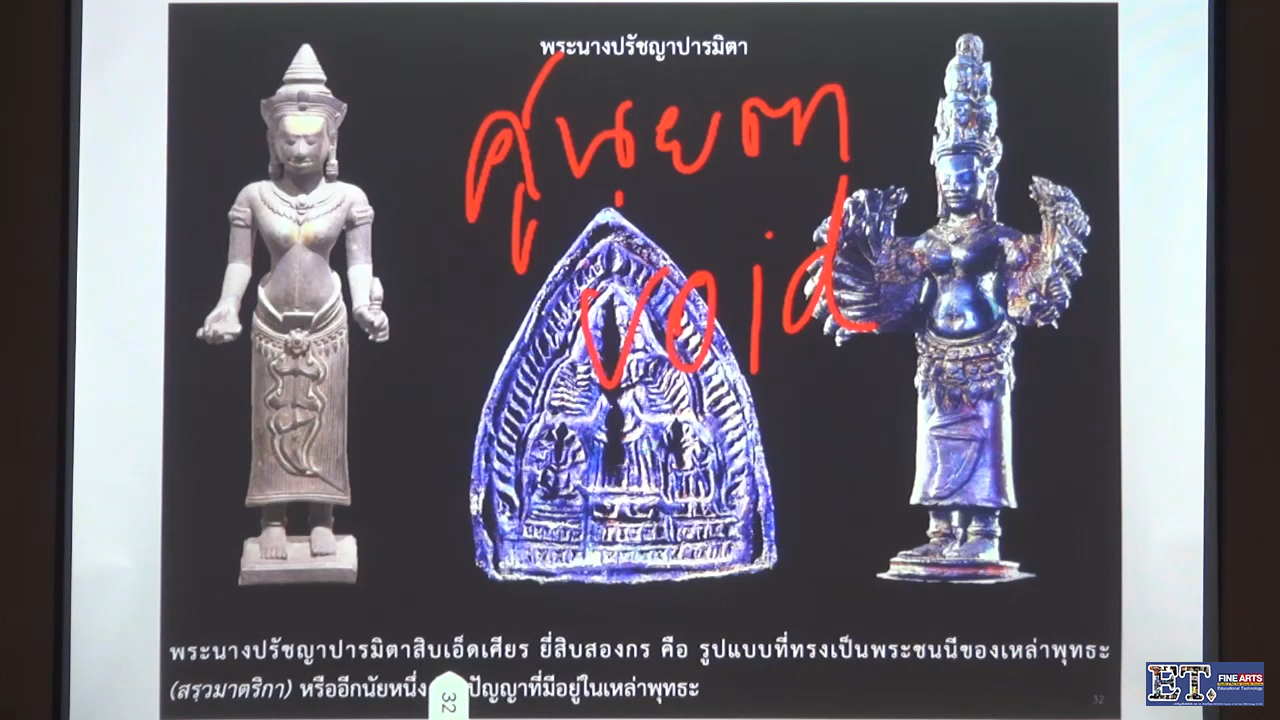 พระนางปรัชญาปารมิตา
ศูนฺยตา
void
พระนางปรัชญาปารมิตาสิบเอ็ดเศียร ยี่สิบสองกร คือ รูปแบบที่ทรงเป็นพระชนนีของเหล่าพุทธะ
(สรฺวมาตริกา) หรืออีกนัยหนึ่ง ปัญญาที่มีอยู่ในเหล่าพุทธะ
32
32
ET.
FINE ARTS
Educational Technology